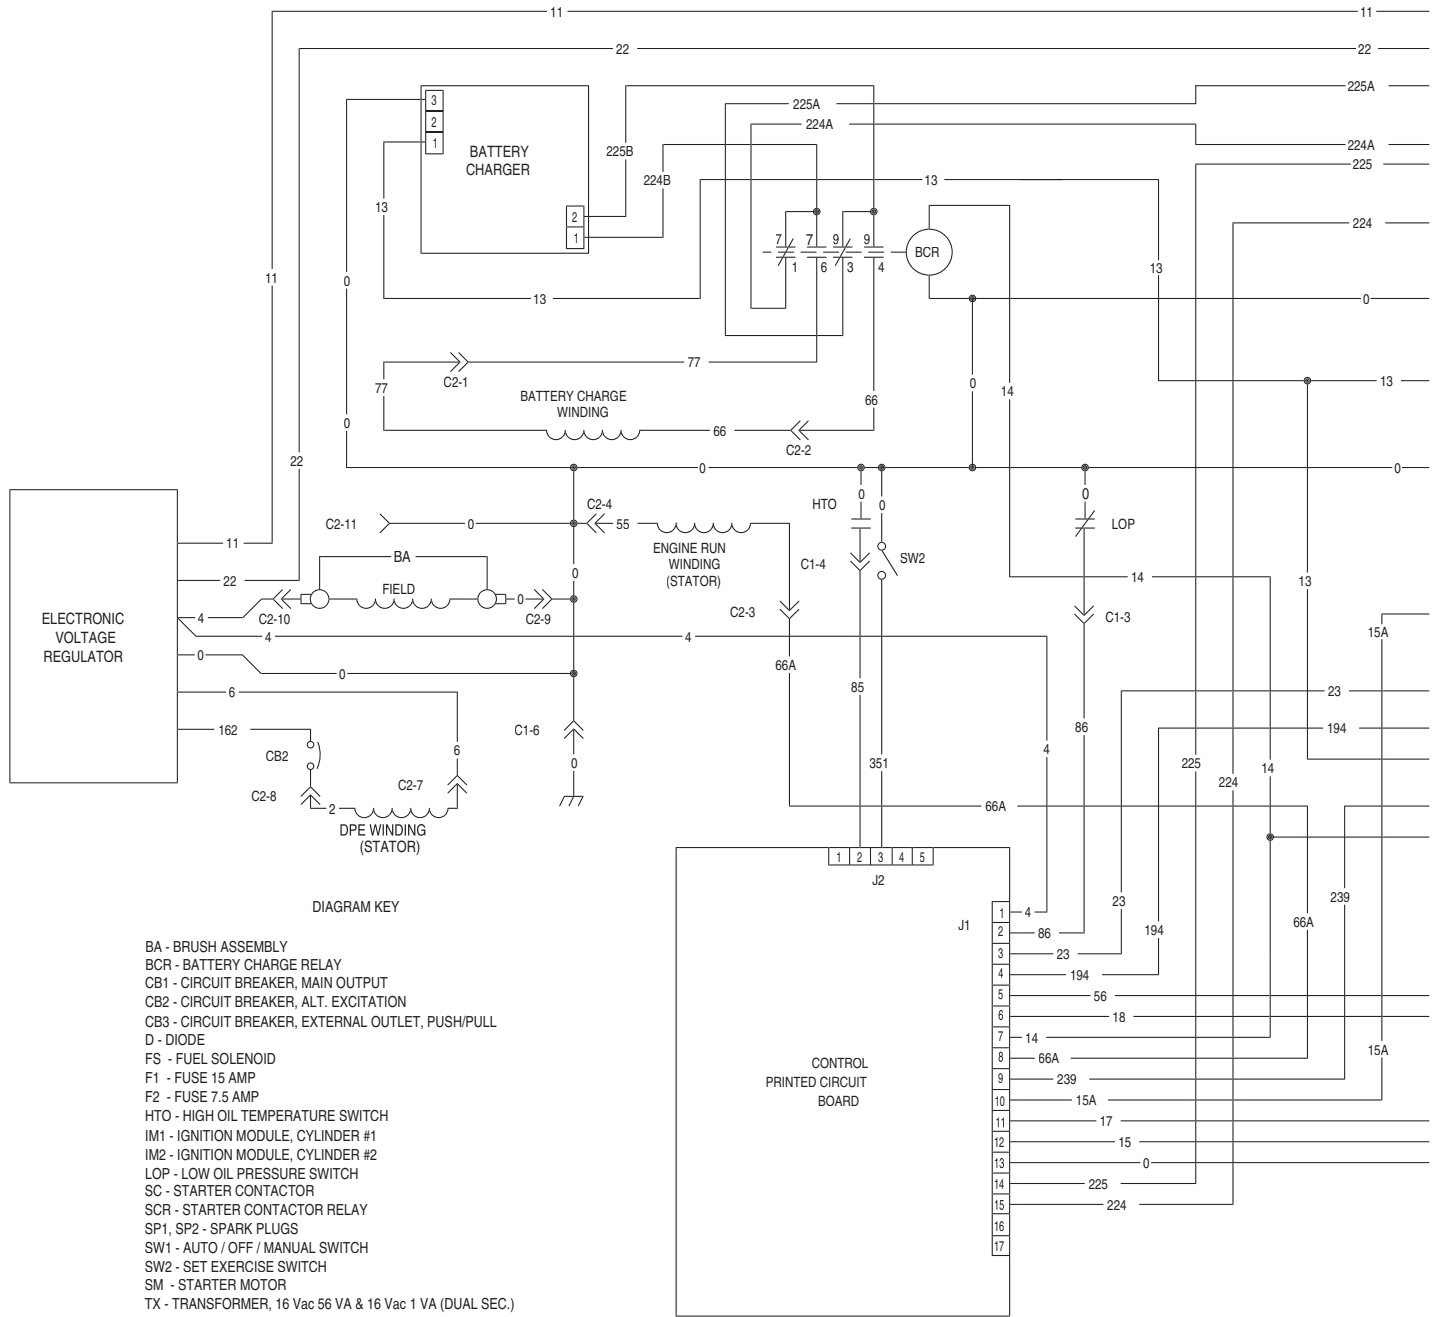 11 11
22 22
225A
225A
224A
224A
225
3
2
1
BATTERY
CHARGER
225B
224B
13
13
224
2
1
7 7 9 9
BCR
1 6 3 4
13
11
0
13
0
77
C2-1
77
BATTERY CHARGE
WINDING
66
66
C2-2
0
14
13
0
22
0
0
C2-11
0
C2-4
55
ENGINE RUN
WINDING
(STATOR)
HTO
0
0
C1-4
SW2
0
LOP
11
BA
22
FIELD
4
C2-10
0
C2-9
0
4
4
0
0
C2-3
66A
14
C1-3
13
15A
ELECTRONIC
VOLTAGE
REGULATOR
6
85
23
162
CB2
6
C1-6
0
86
194
C2-8
2
C2-7
DPE WINDING
(STATOR)
351
4
225
224
14
66A
1 2 3 4 5
J2
J1
23
194
66A
239
1 4
2 86
3 23
4 194
5 56
6 18
7 14
8 66A
9 239
10 15A
11 17
12 15
13 0
14 225
15 224
16
17
15A
CONTROL
PRINTED CIRCUIT
BOARD
DIAGRAM KEY
BA - BRUSH ASSEMBLY
BCR - BATTERY CHARGE RELAY
CB1 - CIRCUIT BREAKER, MAIN OUTPUT
CB2 - CIRCUIT BREAKER, ALT. EXCITATION
CB3 - CIRCUIT BREAKER, EXTERNAL OUTLET, PUSH/PULL
D - DIODE
FS - FUEL SOLENOID
F1 - FUSE 15 AMP
F2 - FUSE 7.5 AMP
HTO - HIGH OIL TEMPERATURE SWITCH
IM1 - IGNITION MODULE, CYLINDER #1
IM2 - IGNITION MODULE, CYLINDER #2
LOP - LOW OIL PRESSURE SWITCH
SC - STARTER CONTACTOR
SCR - STARTER CONTACTOR RELAY
SP1, SP2 - SPARK PLUGS
SW1 - AUTO / OFF / MANUAL SWITCH
SW2 - SET EXERCISE SWITCH
SM - STARTER MOTOR
TX - TRANSFORMER, 16 Vac 56 VA & 16 Vac 1 VA (DUAL SEC.)